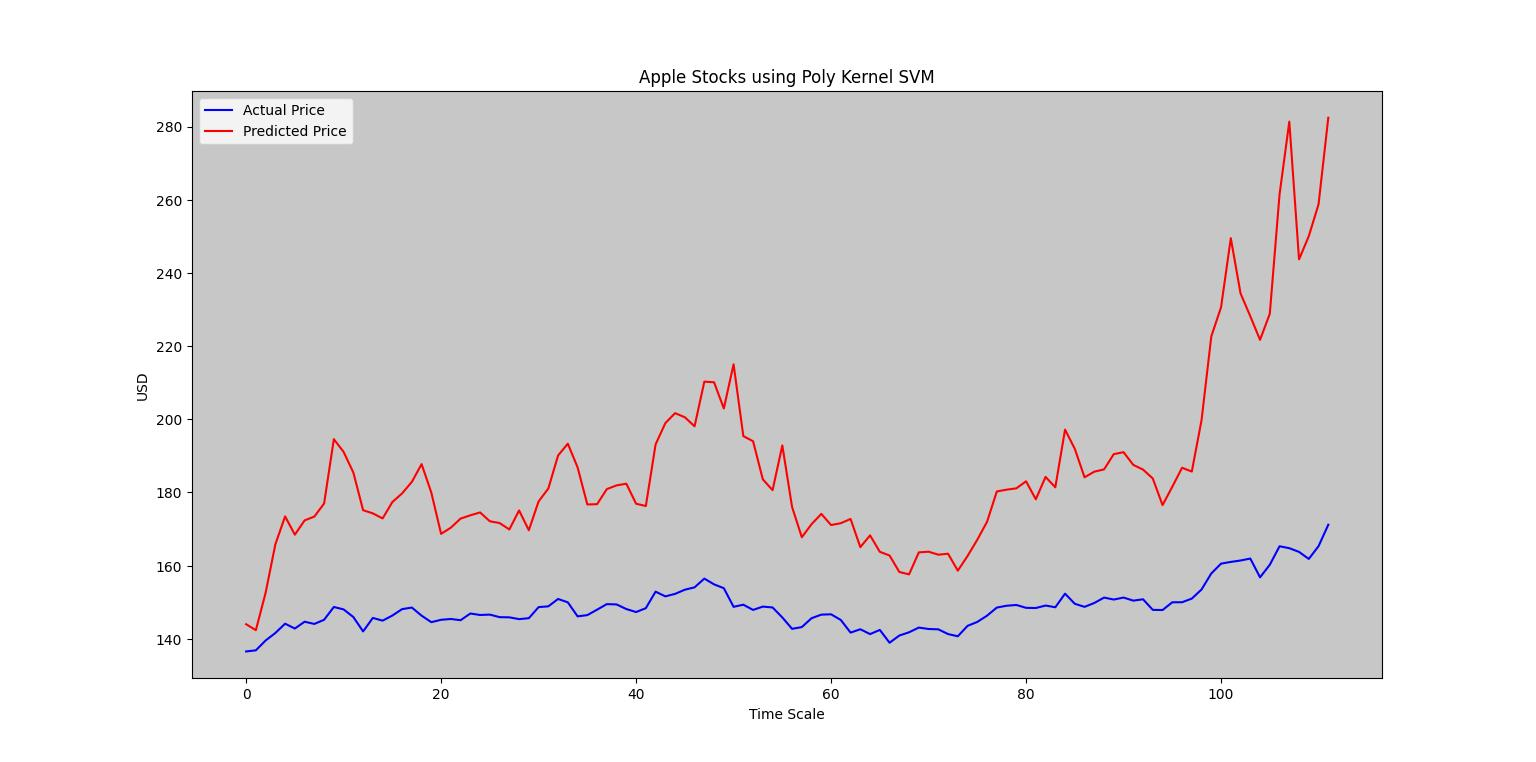 Apple Stocks using Poly Kernel SVM
Actual Price
Predicted Price
280
260
240
220
200
180
160
140
USD
0 20 40 60 80 100
Time Scale